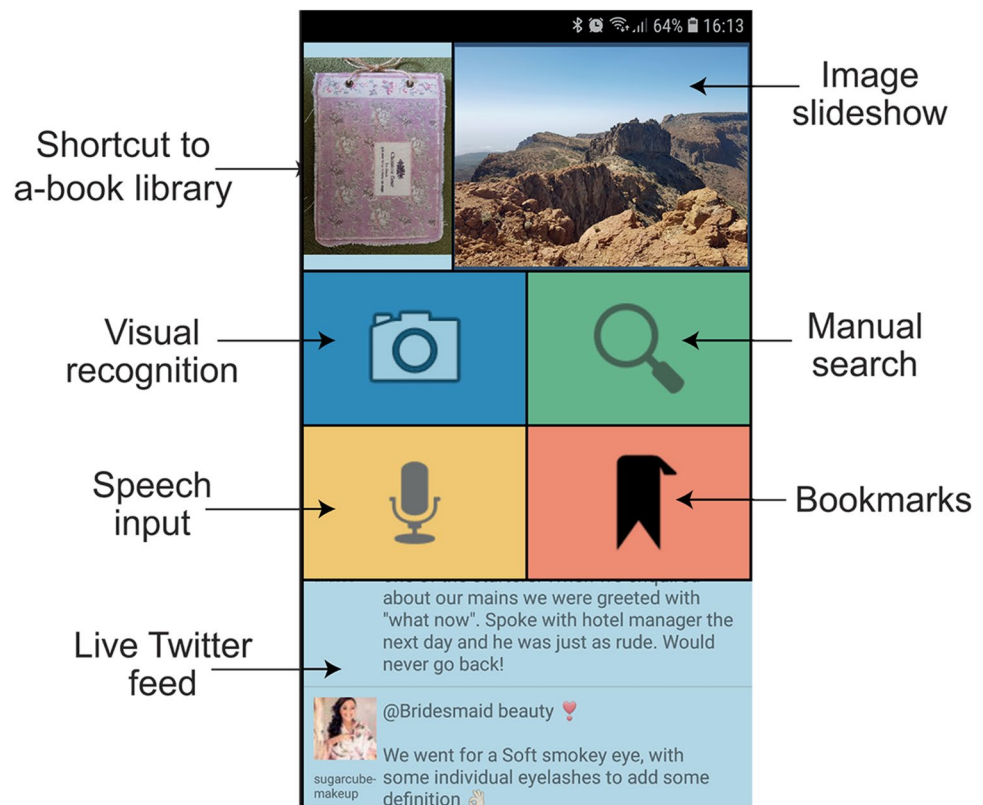 64% 16:13
Image
slideshow
Shortcut to
a-book library
Visual
recognition
Manual
search
Speech
input
Bookmarks
Live Twitter
feed
about our mains we were greeted with
"what now". Spoke with hotel manager the
next day and he was just as rude. Would
never go back!
@Bridesmaid beauty ❣
We went for a Soft smokey eye, with
some individual eyelashes to add some
definition 👌🏻
sugarcube-
makeup